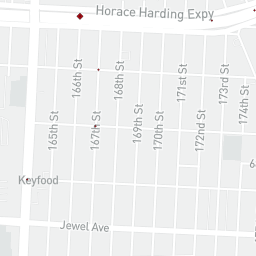 Horace Harding Expy
166th St
168th St
171st St
173rd St
174th St
165th St
167th St
169th St
170th St
172nd St
Keyfood
Jewel Ave